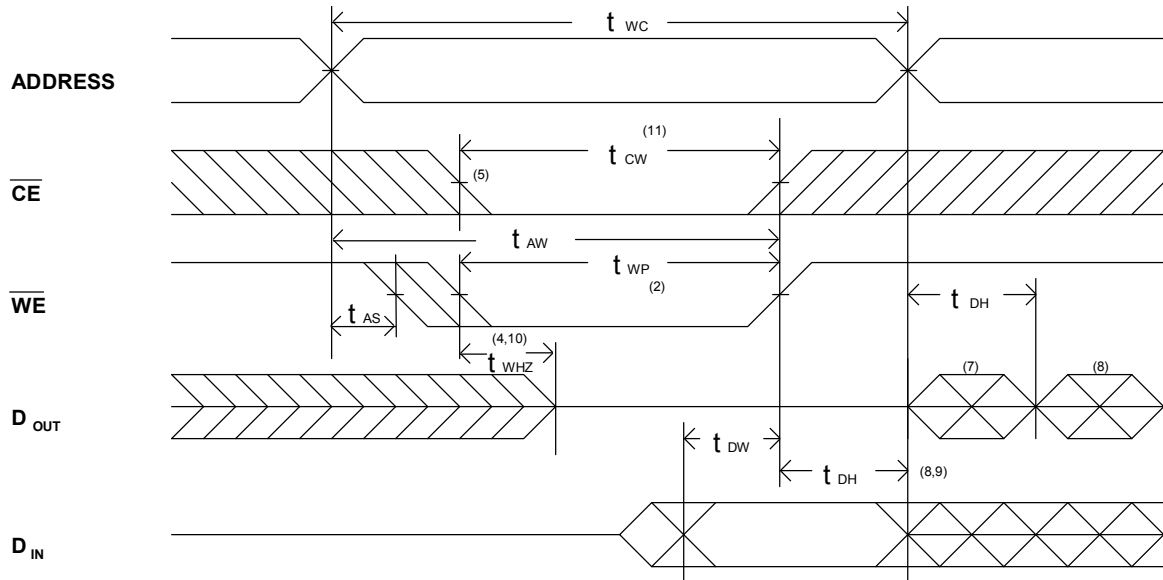 t WC
ADDRESS
(11)
t CW
CE
(5)
t AW
t WP
(2)
WE
t AS
t DH
(4,10)
t WHZ
(7)
(8)
D OUT
t DW
t DH
(8,9)
D IN